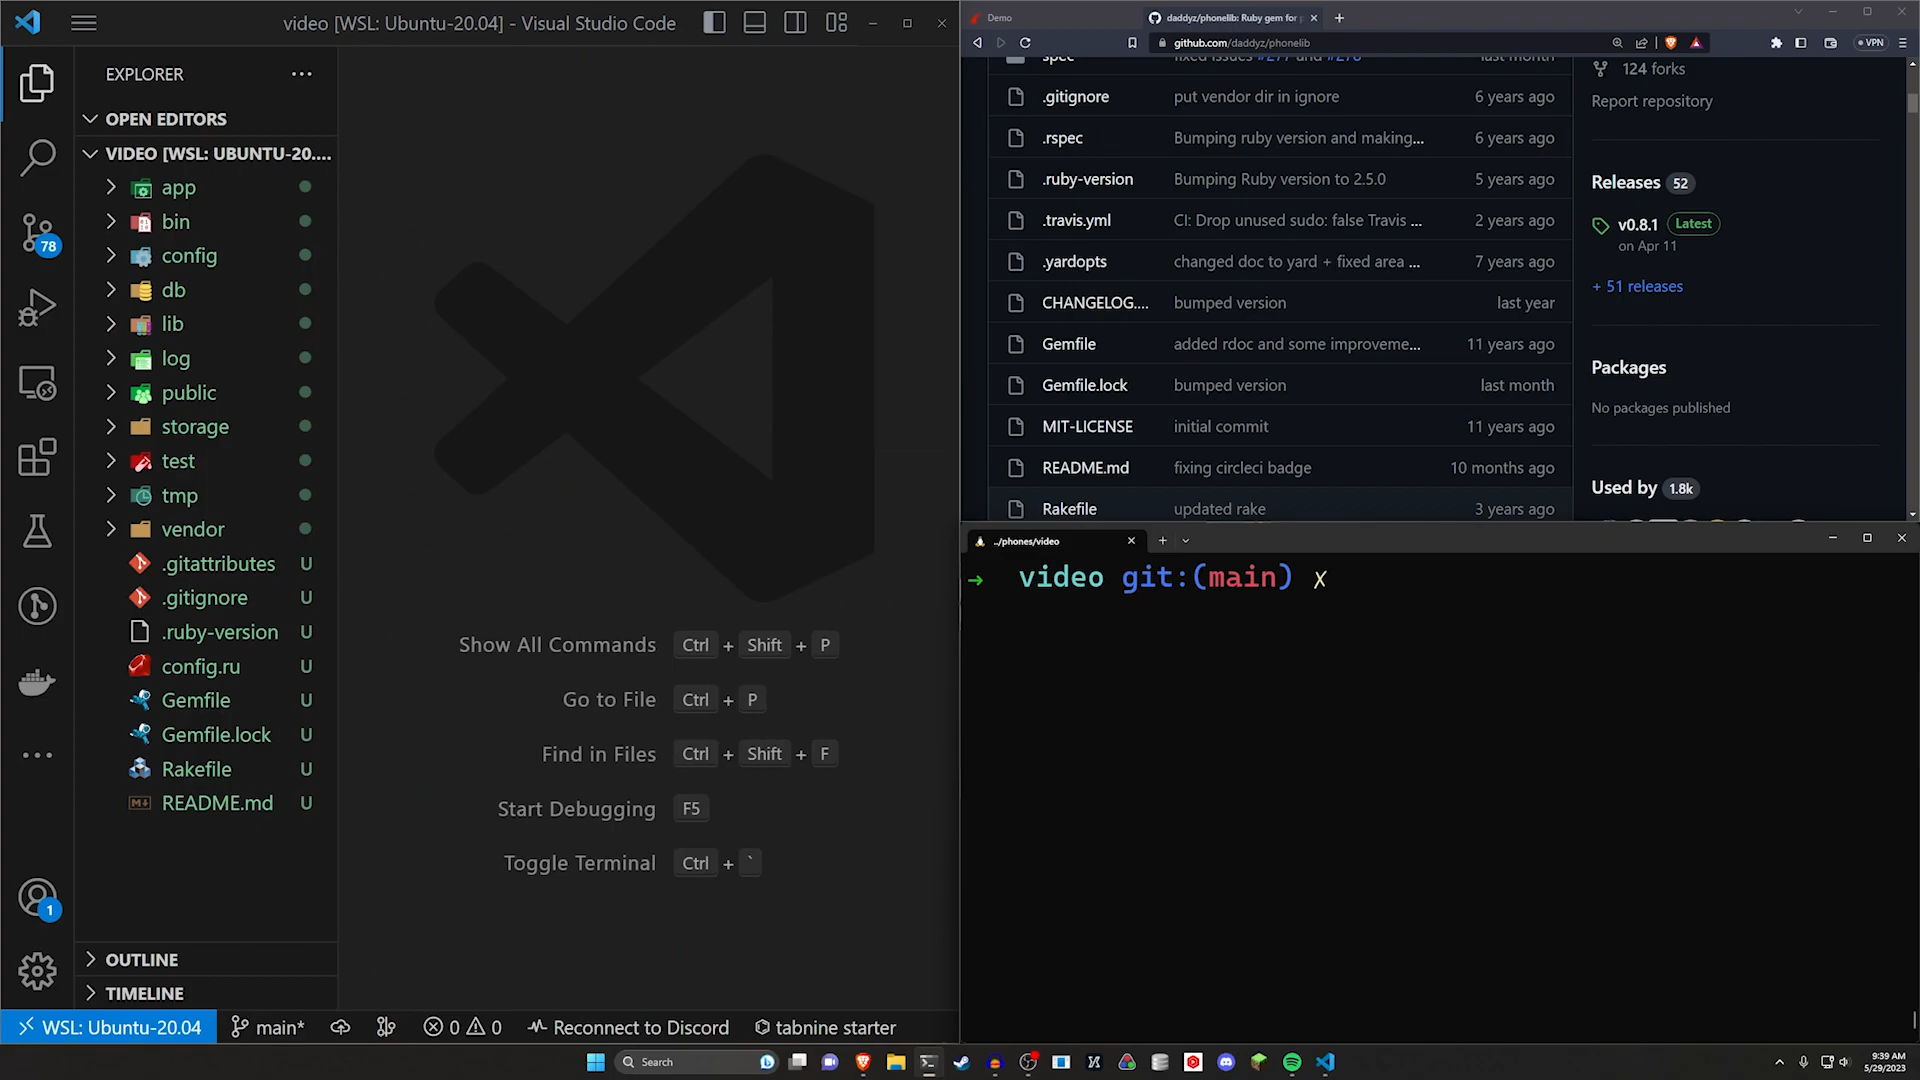 video [WSL: Ubuntu-20.04] - Visual Studio Code
EXPLORER
OPEN EDITORS
VIDEO [WSL: UBUNTU-20....
app
bin
config
db
lib
log
public
storage
test
tmp
vendor
.gitattributes U
.gitignore U
.ruby-version U
config.ru U
Gemfile U
Gemfile.lock U
Rakefile U
README.md U
78
1
OUTLINE
TIMELINE
Show All Commands Ctrl + Shift + P
Go to File Ctrl + P
Find in Files Ctrl + Shift + F
Start Debugging F5
Toggle Terminal Ctrl + `
WSL: Ubuntu-20.04 main* 0 0 Reconnect to Discord tabnine starter
Demo
daddyz/phonelib: Ruby gem for
github.com/daddyz/phonelib
VPN
spec fixed issues #277 and #278 last month
.gitignore put vendor dir in ignore 6 years ago
.rspec Bumping ruby version and making... 6 years ago
.ruby-version Bumping Ruby version to 2.5.0 5 years ago
.travis.yml CI: Drop unused sudo: false Travis ... 2 years ago
.yardopts changed doc to yard + fixed area ... 7 years ago
CHANGELOG.... bumped version last year
Gemfile added rdoc and some improveme... 11 years ago
Gemfile.lock bumped version last month
MIT-LICENSE initial commit 11 years ago
README.md fixing circleci badge 10 months ago
Rakefile updated rake 3 years ago
124 forks
Report repository
Releases 52
v0.8.1 Latest
on Apr 11
+ 51 releases
Packages
No packages published
Used by 1.8k
../phones/video
→ video git:(main) ✗
Search
9:39 AM
5/29/2023